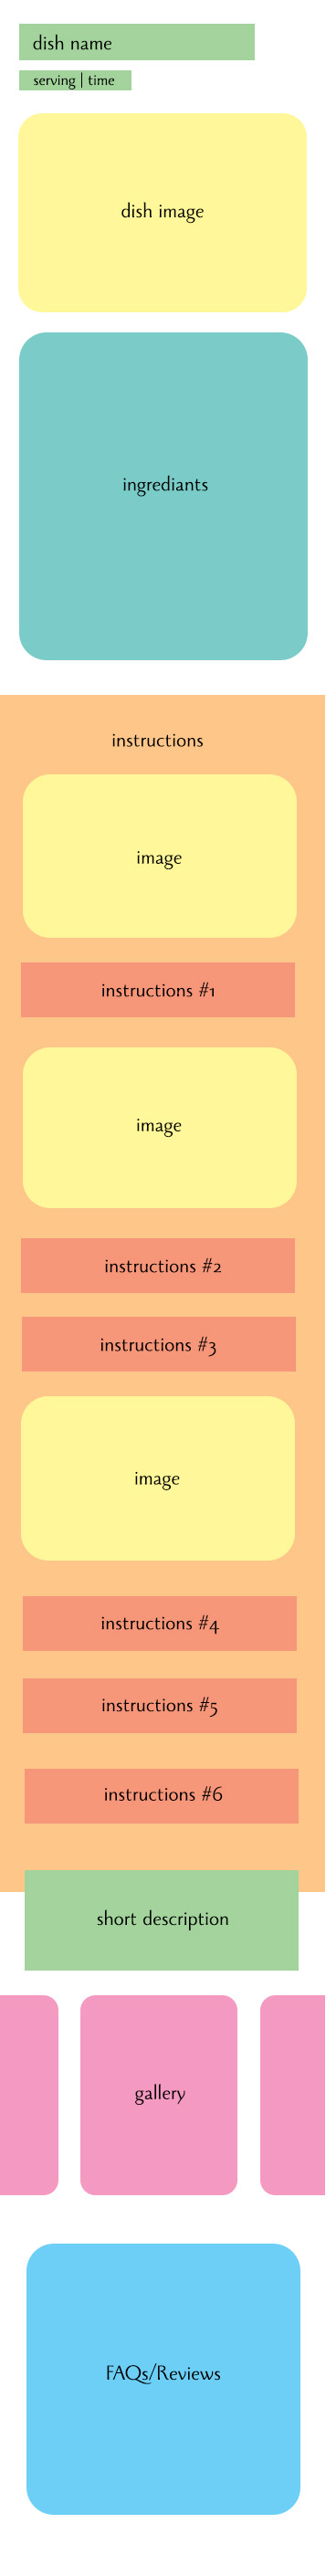 dish name
serving | time
dish image
ingrediants
instructions
image
instructions #1
image
instructions #2
instructions #3
image
instructions #4
instructions #5
instructions #6
short description
gallery
FAQs/Reviews